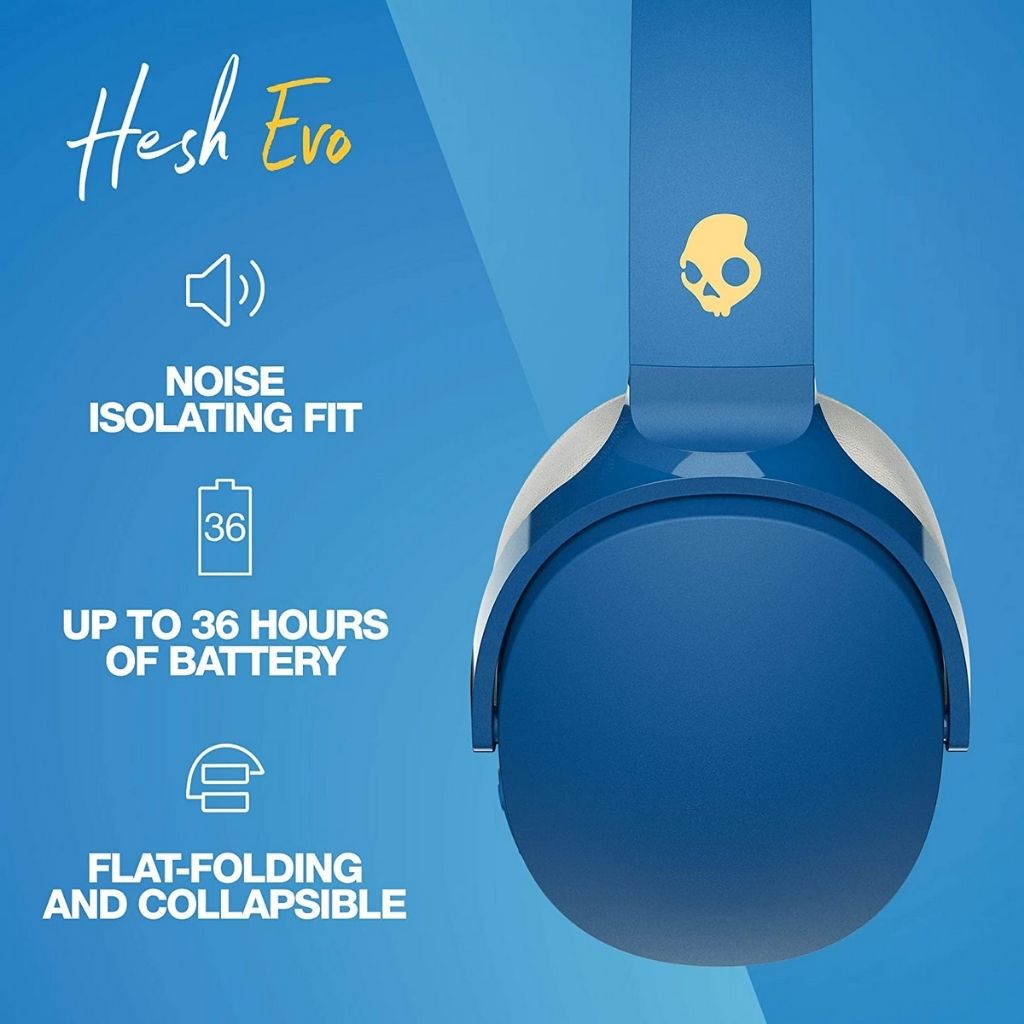 Hesh Evo
NOISE
ISOLATING FIT
36
UP TO 36 HOURS
OF BATTERY
FLAT-FOLDING
AND COLLAPSIBLE